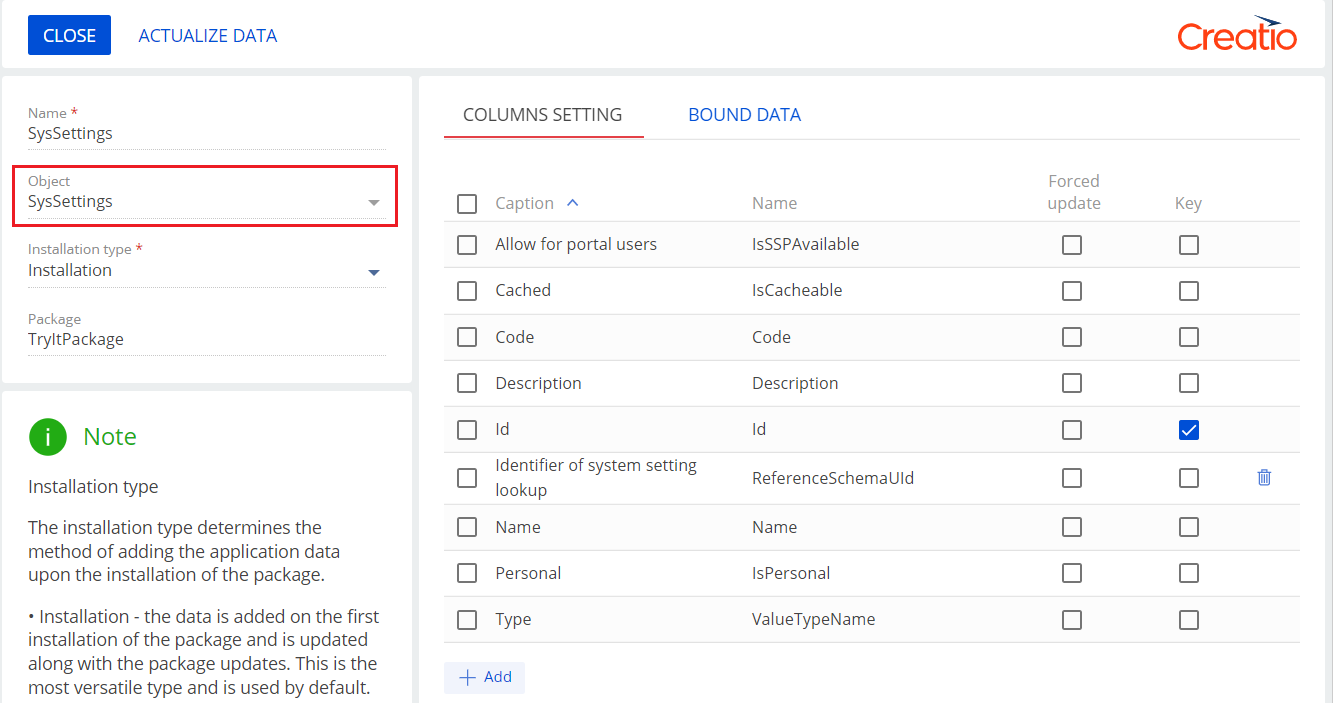 CLOSE
ACTUALIZE DATA
Creatio
Name *
SysSettings
Object
SysSettings
Installation type *
Installation
Package
TryItPackage
i Note
Installation type
The installation type determines the
method of adding the application data
upon the installation of the package.
• Installation - the data is added on the first
installation of the package and is updated
along with the package updates. This is the
most versatile type and is used by default.
COLUMNS SETTING
BOUND DATA
Caption Name Forced update Key
Allow for portal users IsSSPAvailable
Cached IsCacheable
Code Code
Description Description
Id Id
Identifier of system setting
lookup ReferenceSchemaUId
Name Name
Personal IsPersonal
Type ValueTypeName
+ Add